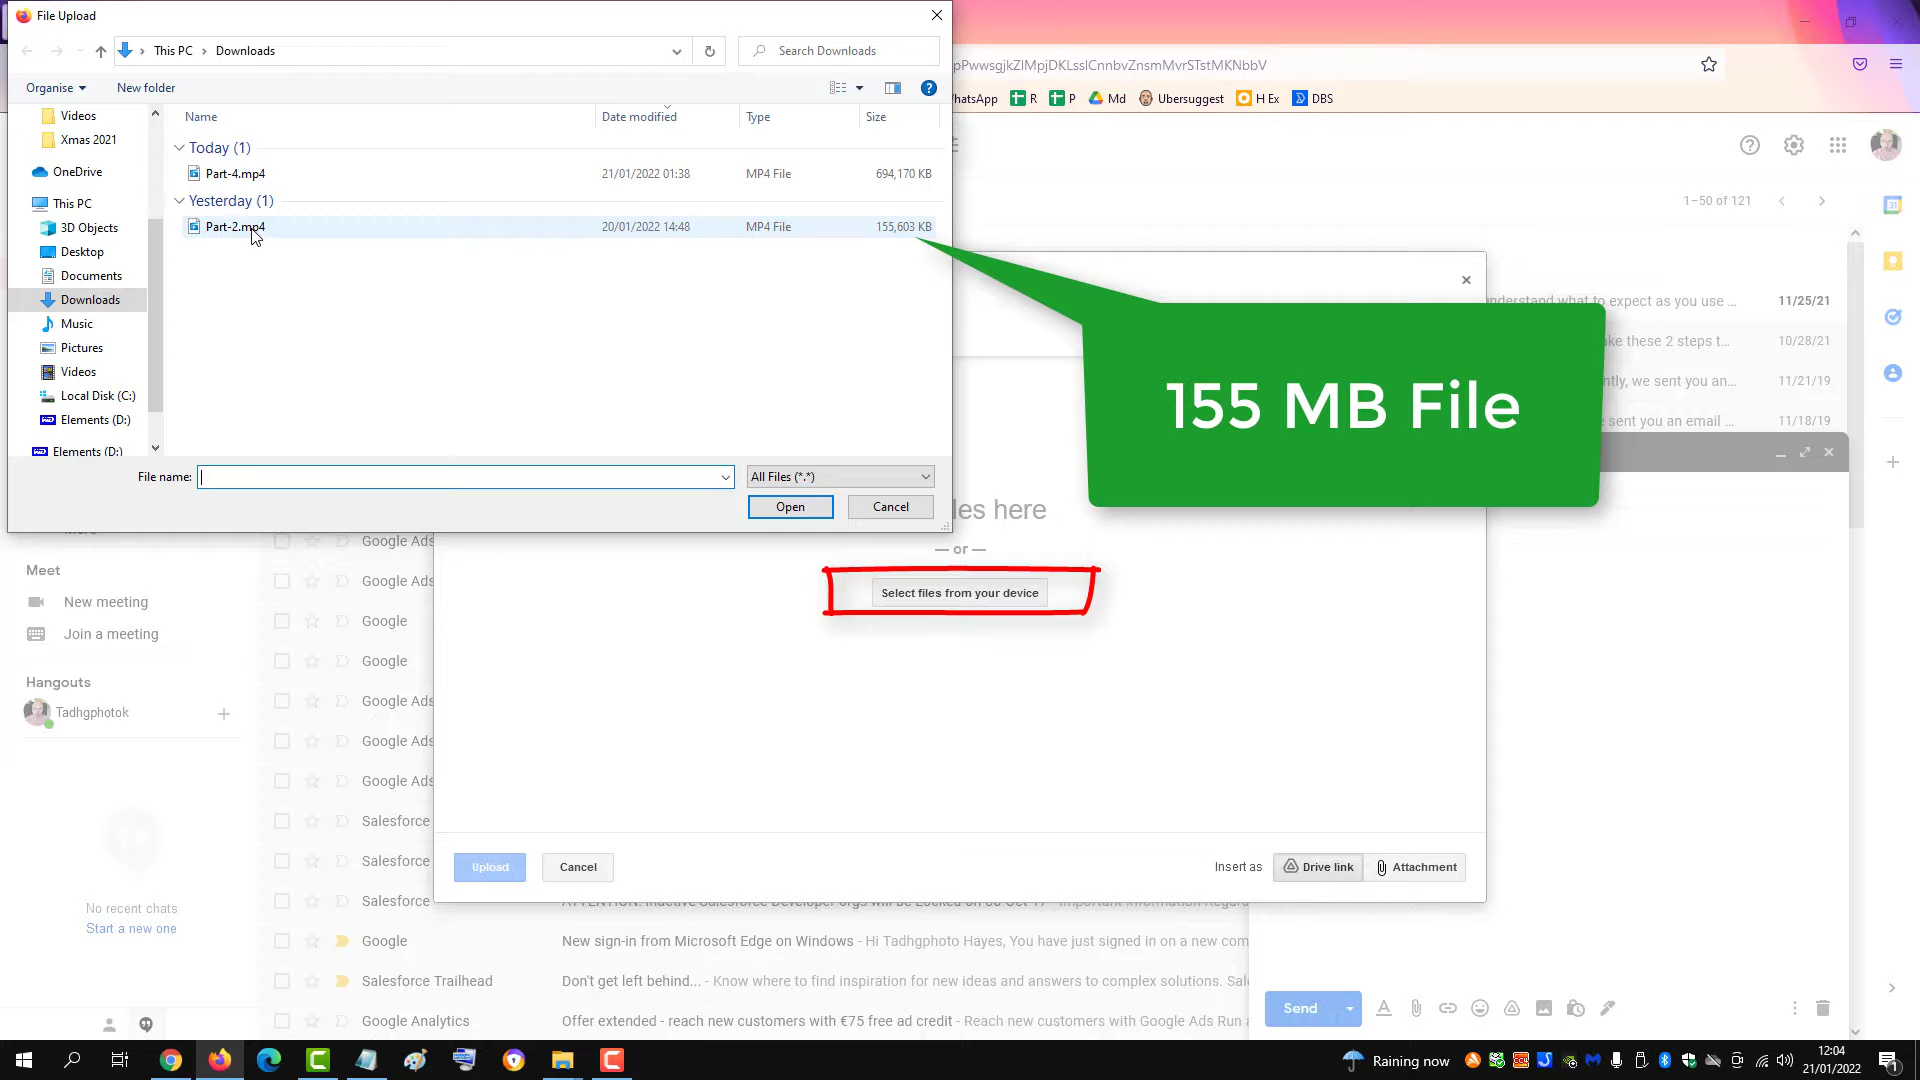 File Upload
This PC > Downloads
Search Downloads
pPwwsgjkZlMpjDKLsslCnnbvZnsmMvrSTstMKNbbV
Organise
New folder
hatsApp R P Md Ubersuggest H Ex DBS
Name Date modified Type Size
Videos
Xmas 2021
OneDrive
This PC
3D Objects
Desktop
Documents
Downloads
Music
Pictures
Videos
Local Disk (C:)
Elements (D:)
Elements (D:)
Today (1)
Part-4.mp4 21/01/2022 01:38 MP4 File 694,170 KB
Yesterday (1)
Part-2.mp4 20/01/2022 14:48 MP4 File 155,603 KB
1–50 of 121
31
understand what to expect as you use ... 11/25/21
ke these 2 steps t... 10/28/21
ntly, we sent you an... 11/21/19
sent you an email 11/18/19
155 MB File
File name:
All Files (*.*)
Open
Cancel
les here
— or —
Select files from your device
Meet
New meeting
Join a meeting
Hangouts
Tadhgphotok
No recent chats
Start a new one
Google Ads
Google Ads
Google
Google
Google Ads
Google Ads
Google Ads
Salesforce
Salesforce
Salesforce
Upload
Cancel
Insert as
Drive link
Attachment
Google New sign-in from Microsoft Edge on Windows - Hi Tadhgphoto Hayes, You have just signed in on a new com
Salesforce Trailhead Don't get left behind... - Know where to find inspiration for new ideas and answers to complex solutions. Sale
Google Analytics Offer extended - reach new customers with €75 free ad credit - Reach new customers with Google Ads Run a
Send
Raining now
12:04
21/01/2022
1